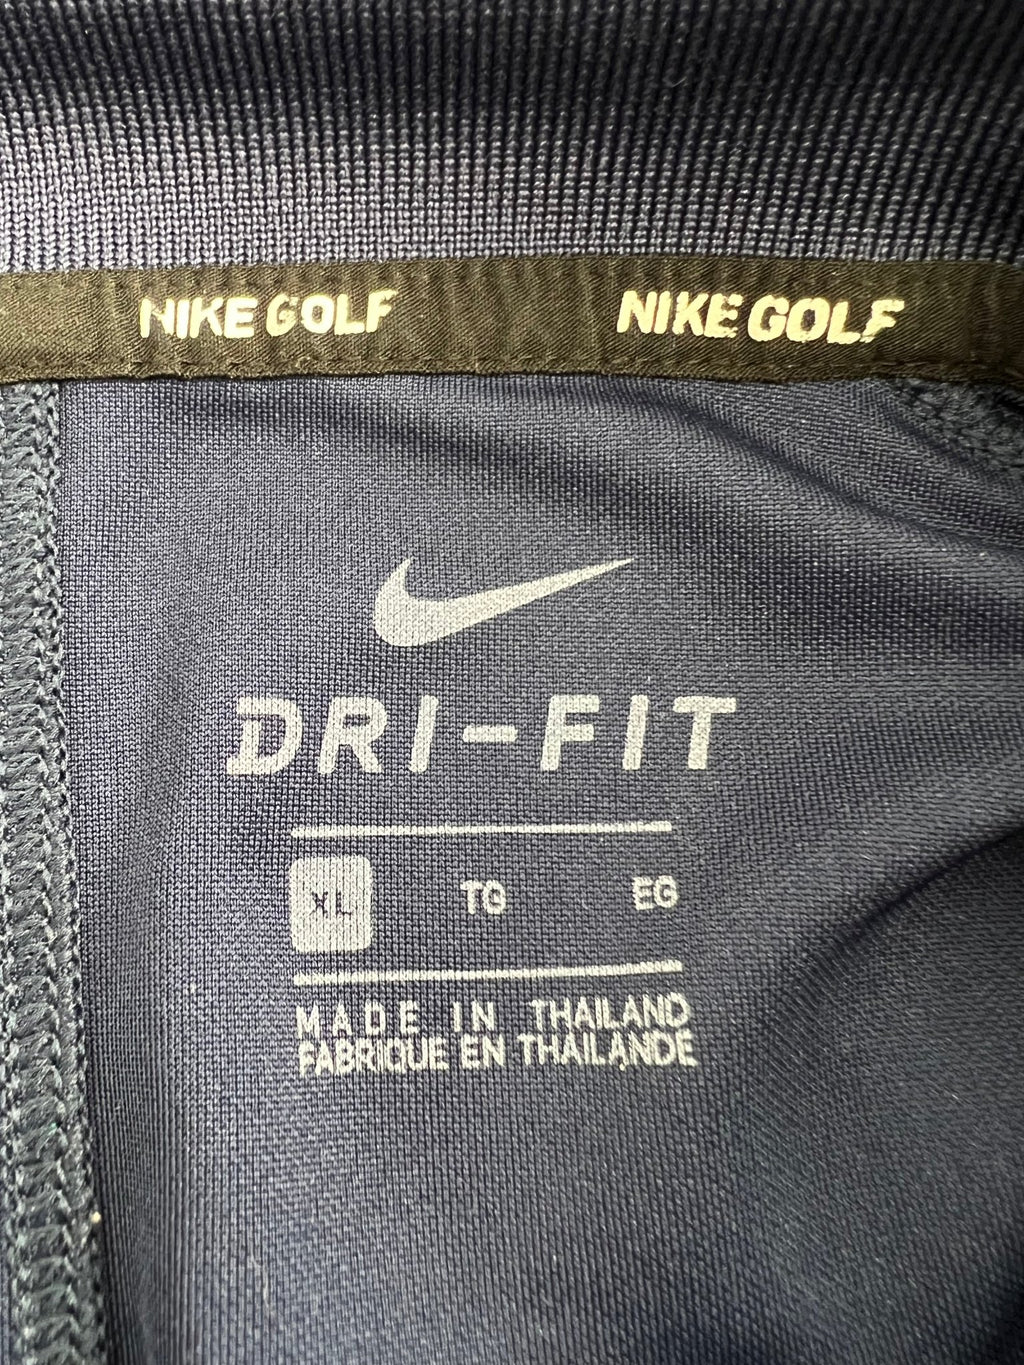 NIKE GOLF NIKE GOLF
DRI-FIT
XL TG EG
MADE IN THAILAND
FABRIQUE EN THAILANDE